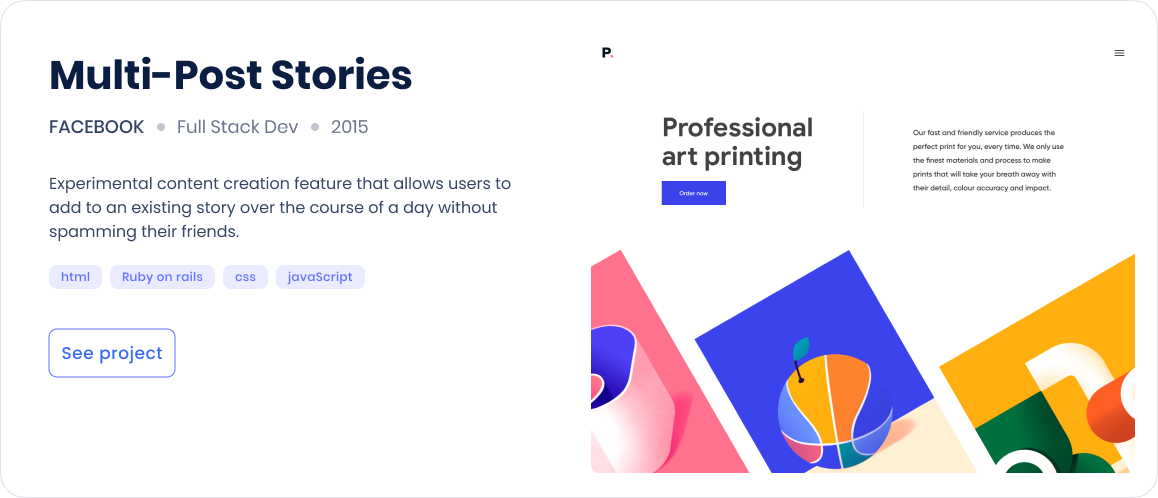 Multi-Post Stories
FACEBOOK • Full Stack Dev • 2015
Experimental content creation feature that allows users to
add to an existing story over the course of a day without
spamming their friends.
html
Ruby on rails
css
javaScript
See project
P.
Professional
art printing
Order now
Our fast and friendly service produces the
perfect print for you, every time. We only use
the finest materials and process to make
prints that will take your breath away with
their detail, colour accuracy and impact.